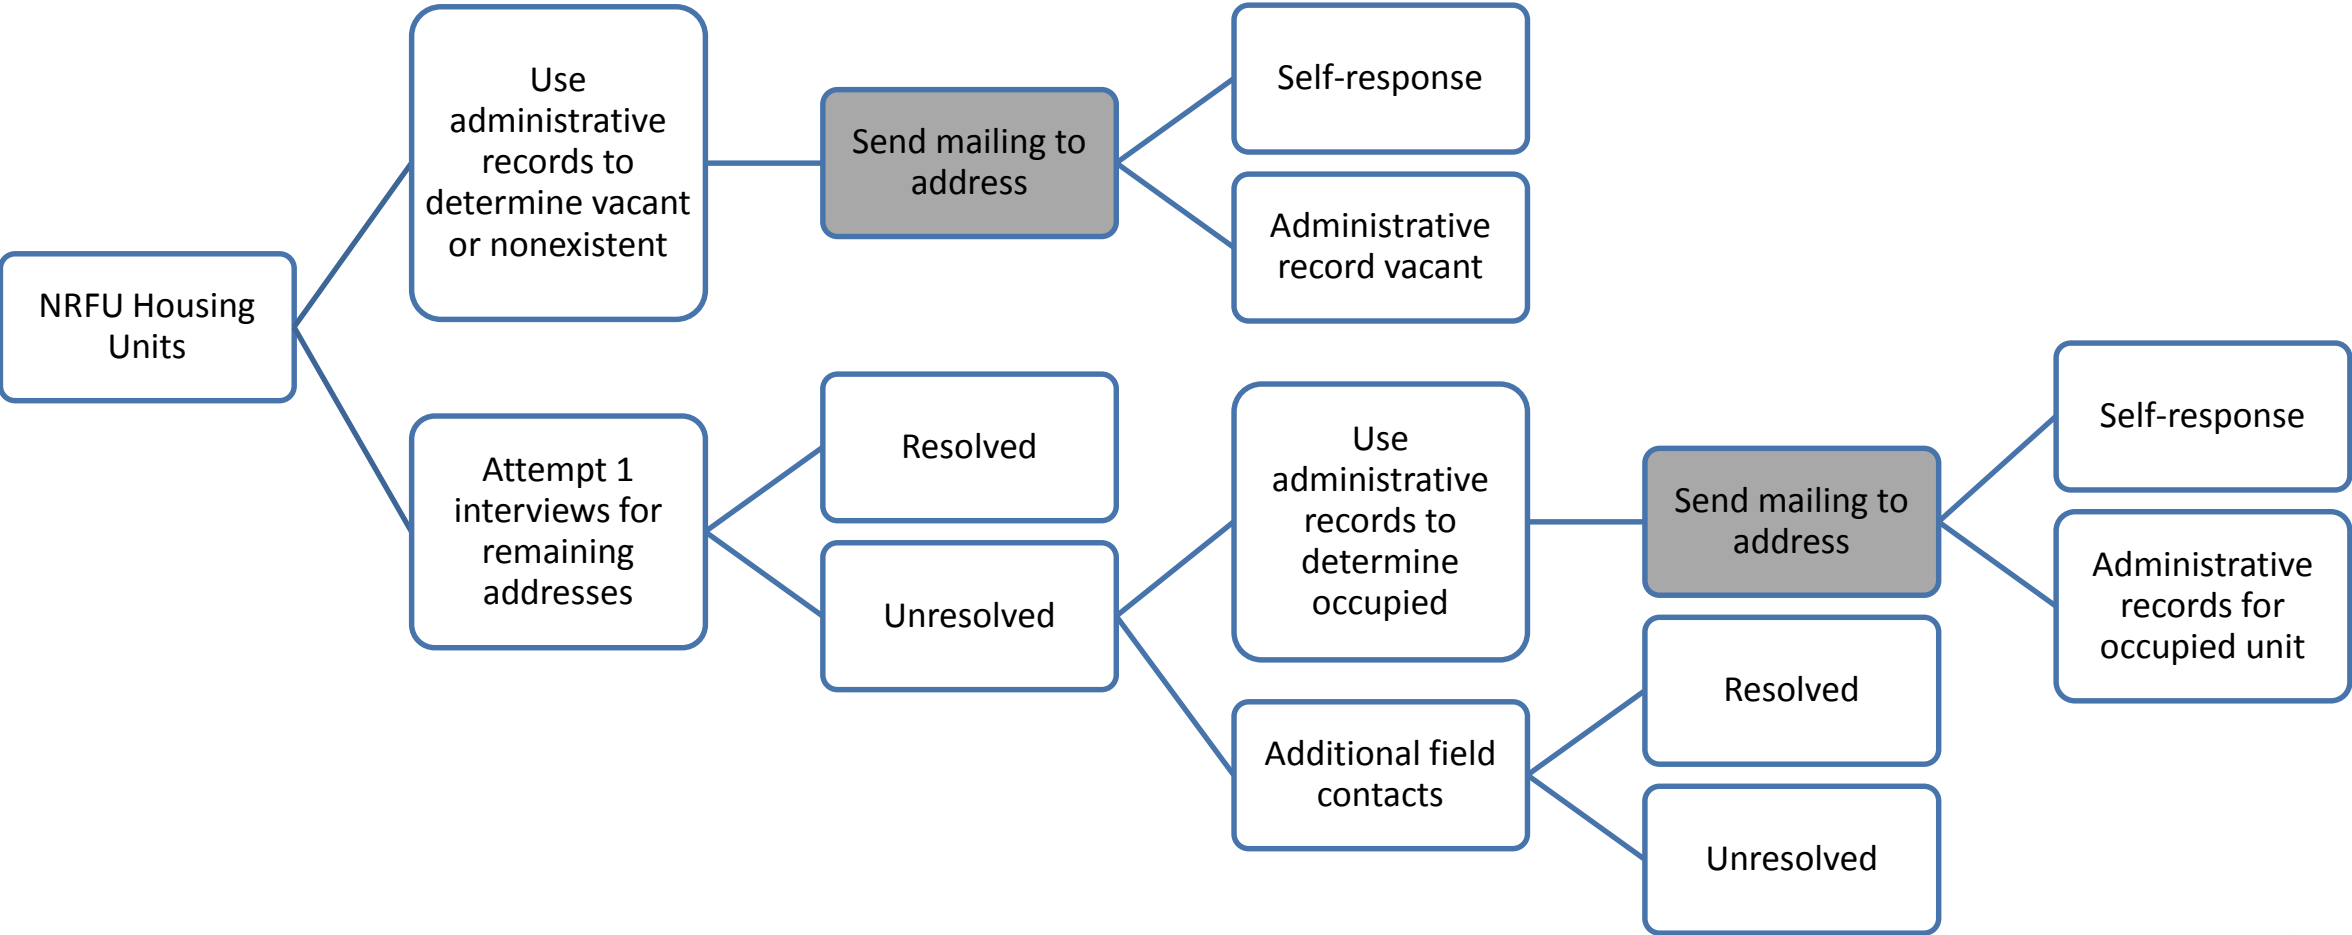 NRFU Housing
Units
Use
administrative
records to
determine vacant
or nonexistent
Send mailing to
address
Self-response
Administrative
record vacant
Attempt 1
interviews for
remaining
addresses
Resolved
Unresolved
Use
administrative
records to
determine
occupied
Send mailing to
address
Self-response
Administrative
records for
occupied unit
Additional field
contacts
Resolved
Unresolved